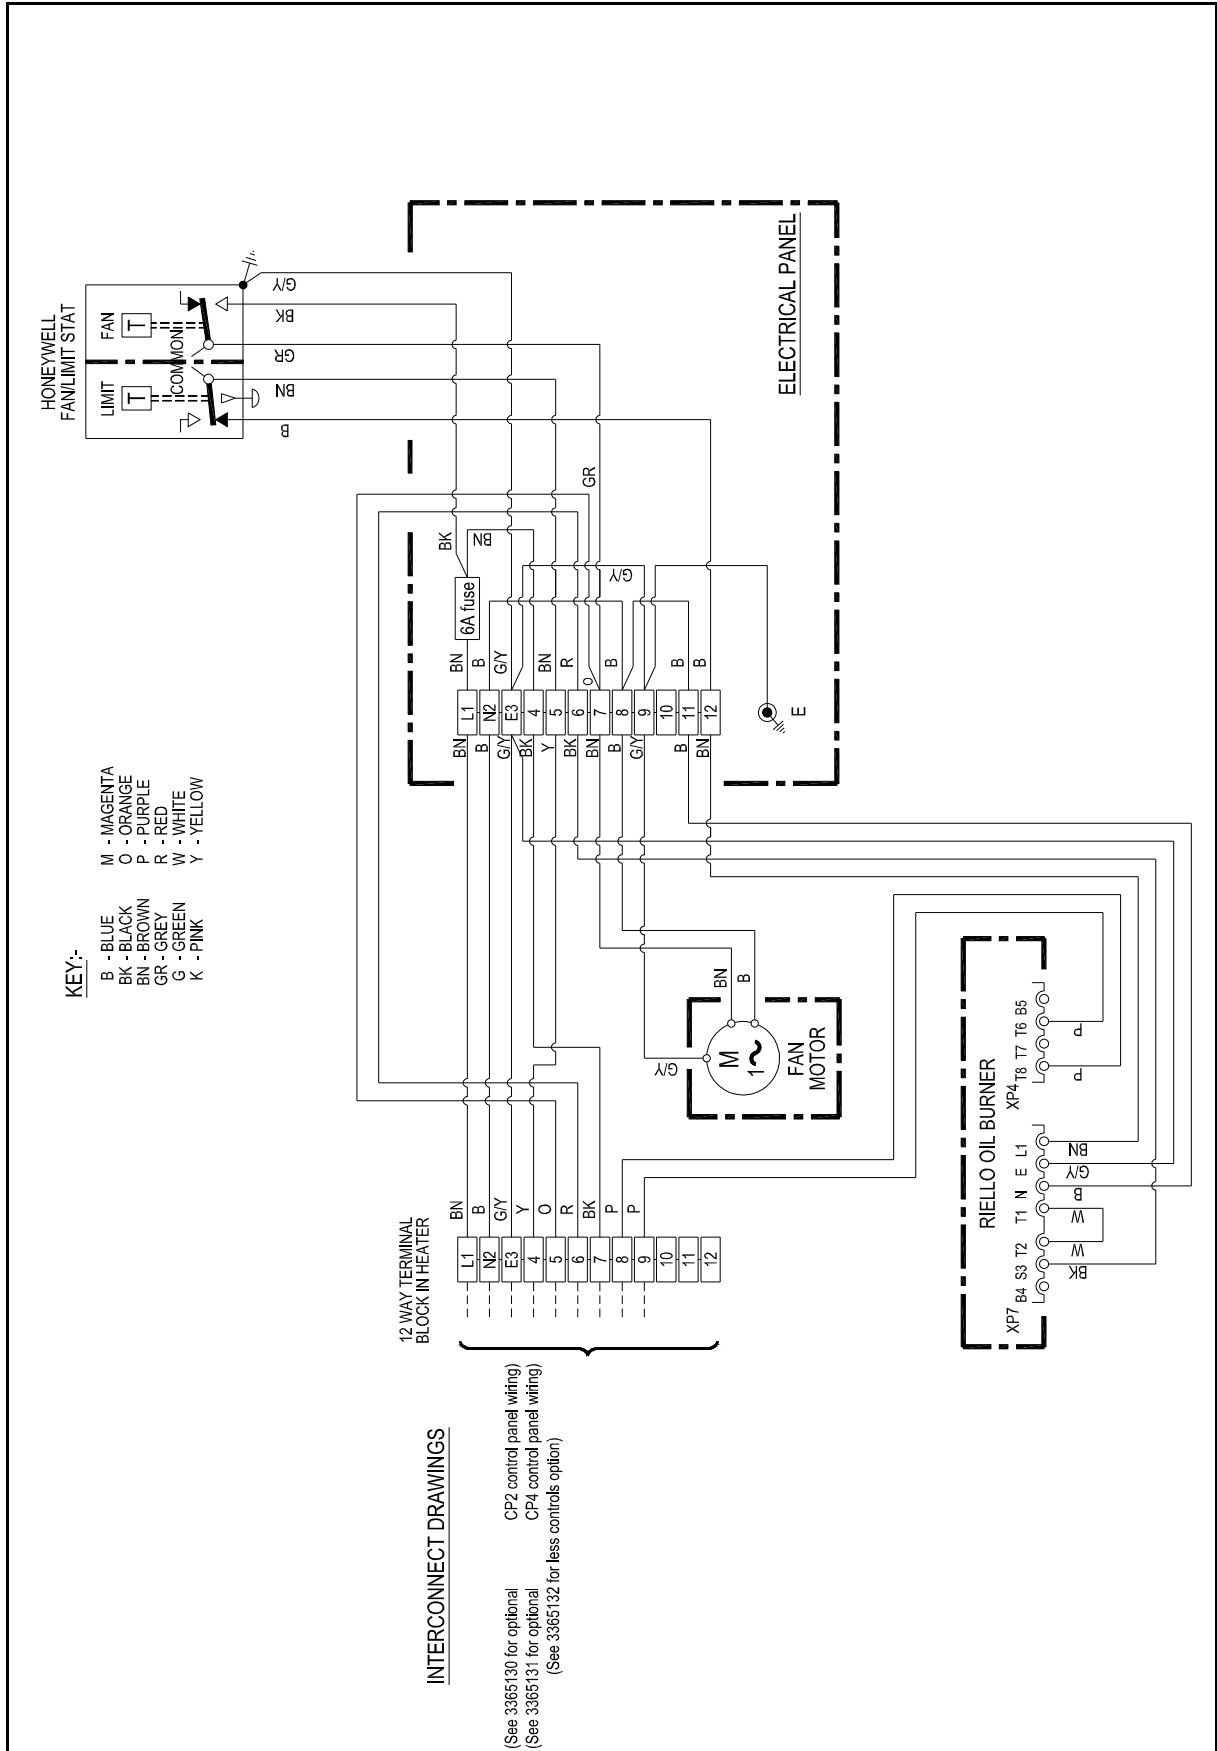 HONEYWELL
FAN/LIMIT STAT
LIMIT
FAN
T
T
COMMON
B
BN
GR
BK
G/Y
ELECTRICAL PANEL
BK
BN
GR
G/Y
6A fuse
BN
B
G/Y
BN
R
O
B
B
B
L1
N2
E3
4
5
6
7
8
9
10
11
12
E
BN
B
G/Y
BK
Y
BK
BN
B
G/Y
B
BN
KEY:-
B - BLUE
BK - BLACK
BN - BROWN
GR - GREY
G - GREEN
K - PINK
M - MAGENTA
O - ORANGE
P - PURPLE
R - RED
W - WHITE
Y - YELLOW
BN
B
G/Y
M
1~
FAN
MOTOR
12 WAY TERMINAL
BLOCK IN HEATER
BN
B
G/Y
Y
O
R
BK
P
P
L1
N2
E3
4
5
6
7
8
9
10
11
12
RIELLO OIL BURNER
XP7
B4
S3
T2
T1
N
E
L1
XP4
T8
T7
T6
B5
BK
W
W
B
G/Y
BN
P
P
INTERCONNECT DRAWINGS
(See 3365130 for optional CP2 control panel wiring)
(See 3365131 for optional CP4 control panel wiring)
(See 3365132 for less controls option)